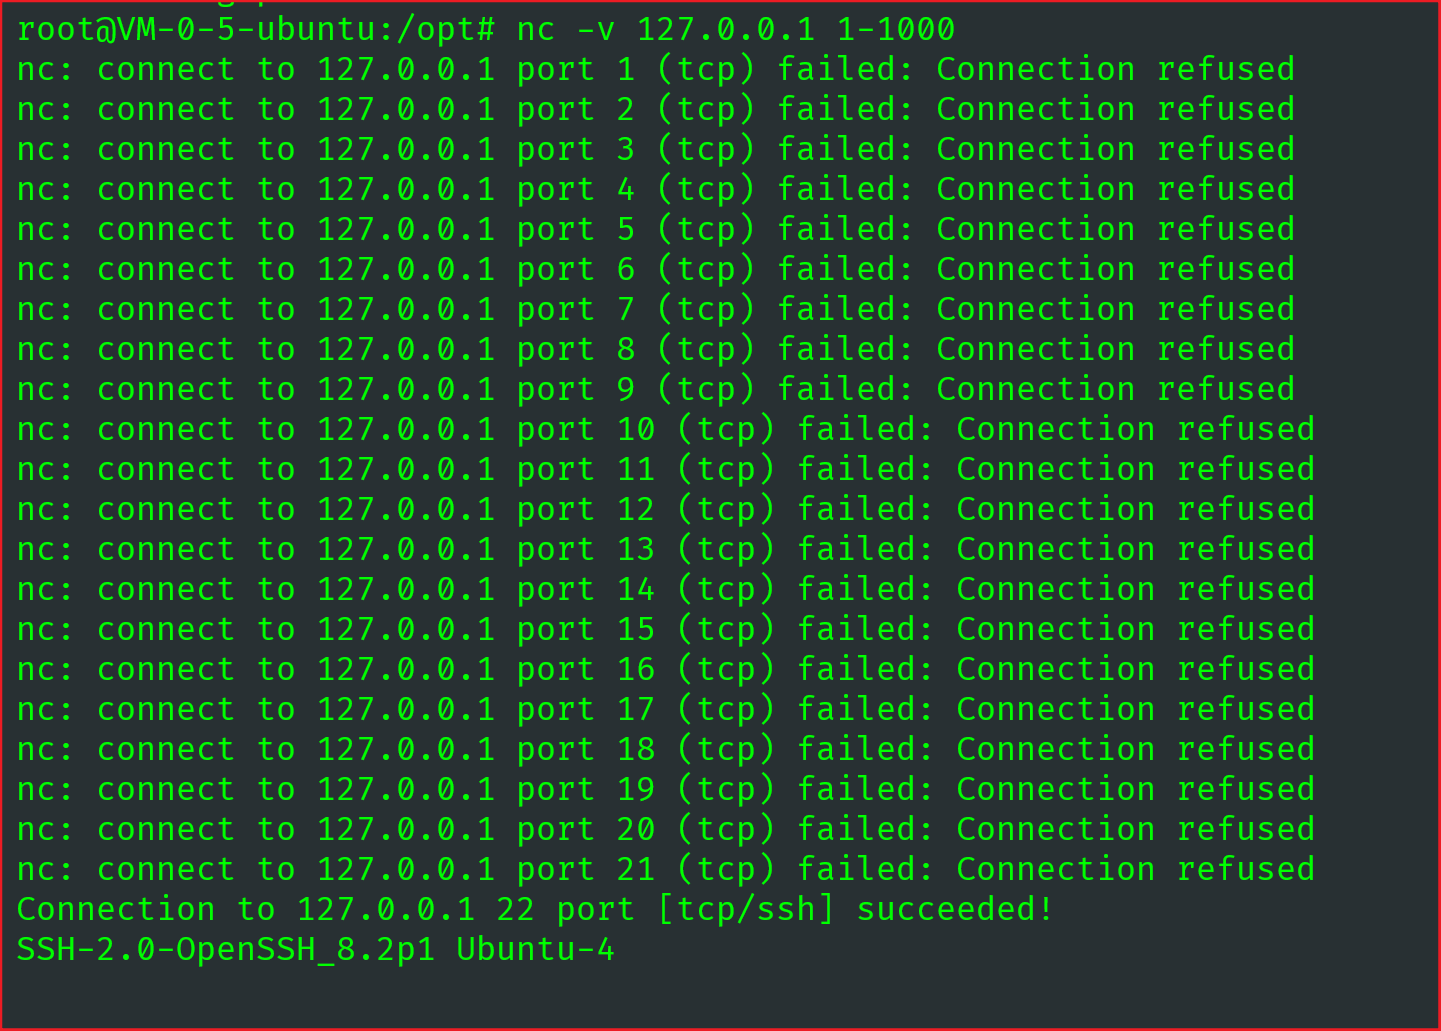 root@VM-0-5-ubuntu:/opt# nc -v 127.0.0.1 1-1000
nc: connect to 127.0.0.1 port 1 (tcp) failed: Connection refused
nc: connect to 127.0.0.1 port 2 (tcp) failed: Connection refused
nc: connect to 127.0.0.1 port 3 (tcp) failed: Connection refused
nc: connect to 127.0.0.1 port 4 (tcp) failed: Connection refused
nc: connect to 127.0.0.1 port 5 (tcp) failed: Connection refused
nc: connect to 127.0.0.1 port 6 (tcp) failed: Connection refused
nc: connect to 127.0.0.1 port 7 (tcp) failed: Connection refused
nc: connect to 127.0.0.1 port 8 (tcp) failed: Connection refused
nc: connect to 127.0.0.1 port 9 (tcp) failed: Connection refused
nc: connect to 127.0.0.1 port 10 (tcp) failed: Connection refused
nc: connect to 127.0.0.1 port 11 (tcp) failed: Connection refused
nc: connect to 127.0.0.1 port 12 (tcp) failed: Connection refused
nc: connect to 127.0.0.1 port 13 (tcp) failed: Connection refused
nc: connect to 127.0.0.1 port 14 (tcp) failed: Connection refused
nc: connect to 127.0.0.1 port 15 (tcp) failed: Connection refused
nc: connect to 127.0.0.1 port 16 (tcp) failed: Connection refused
nc: connect to 127.0.0.1 port 17 (tcp) failed: Connection refused
nc: connect to 127.0.0.1 port 18 (tcp) failed: Connection refused
nc: connect to 127.0.0.1 port 19 (tcp) failed: Connection refused
nc: connect to 127.0.0.1 port 20 (tcp) failed: Connection refused
nc: connect to 127.0.0.1 port 21 (tcp) failed: Connection refused
Connection to 127.0.0.1 22 port [tcp/ssh] succeeded!
SSH-2.0-OpenSSH_8.2p1 Ubuntu-4